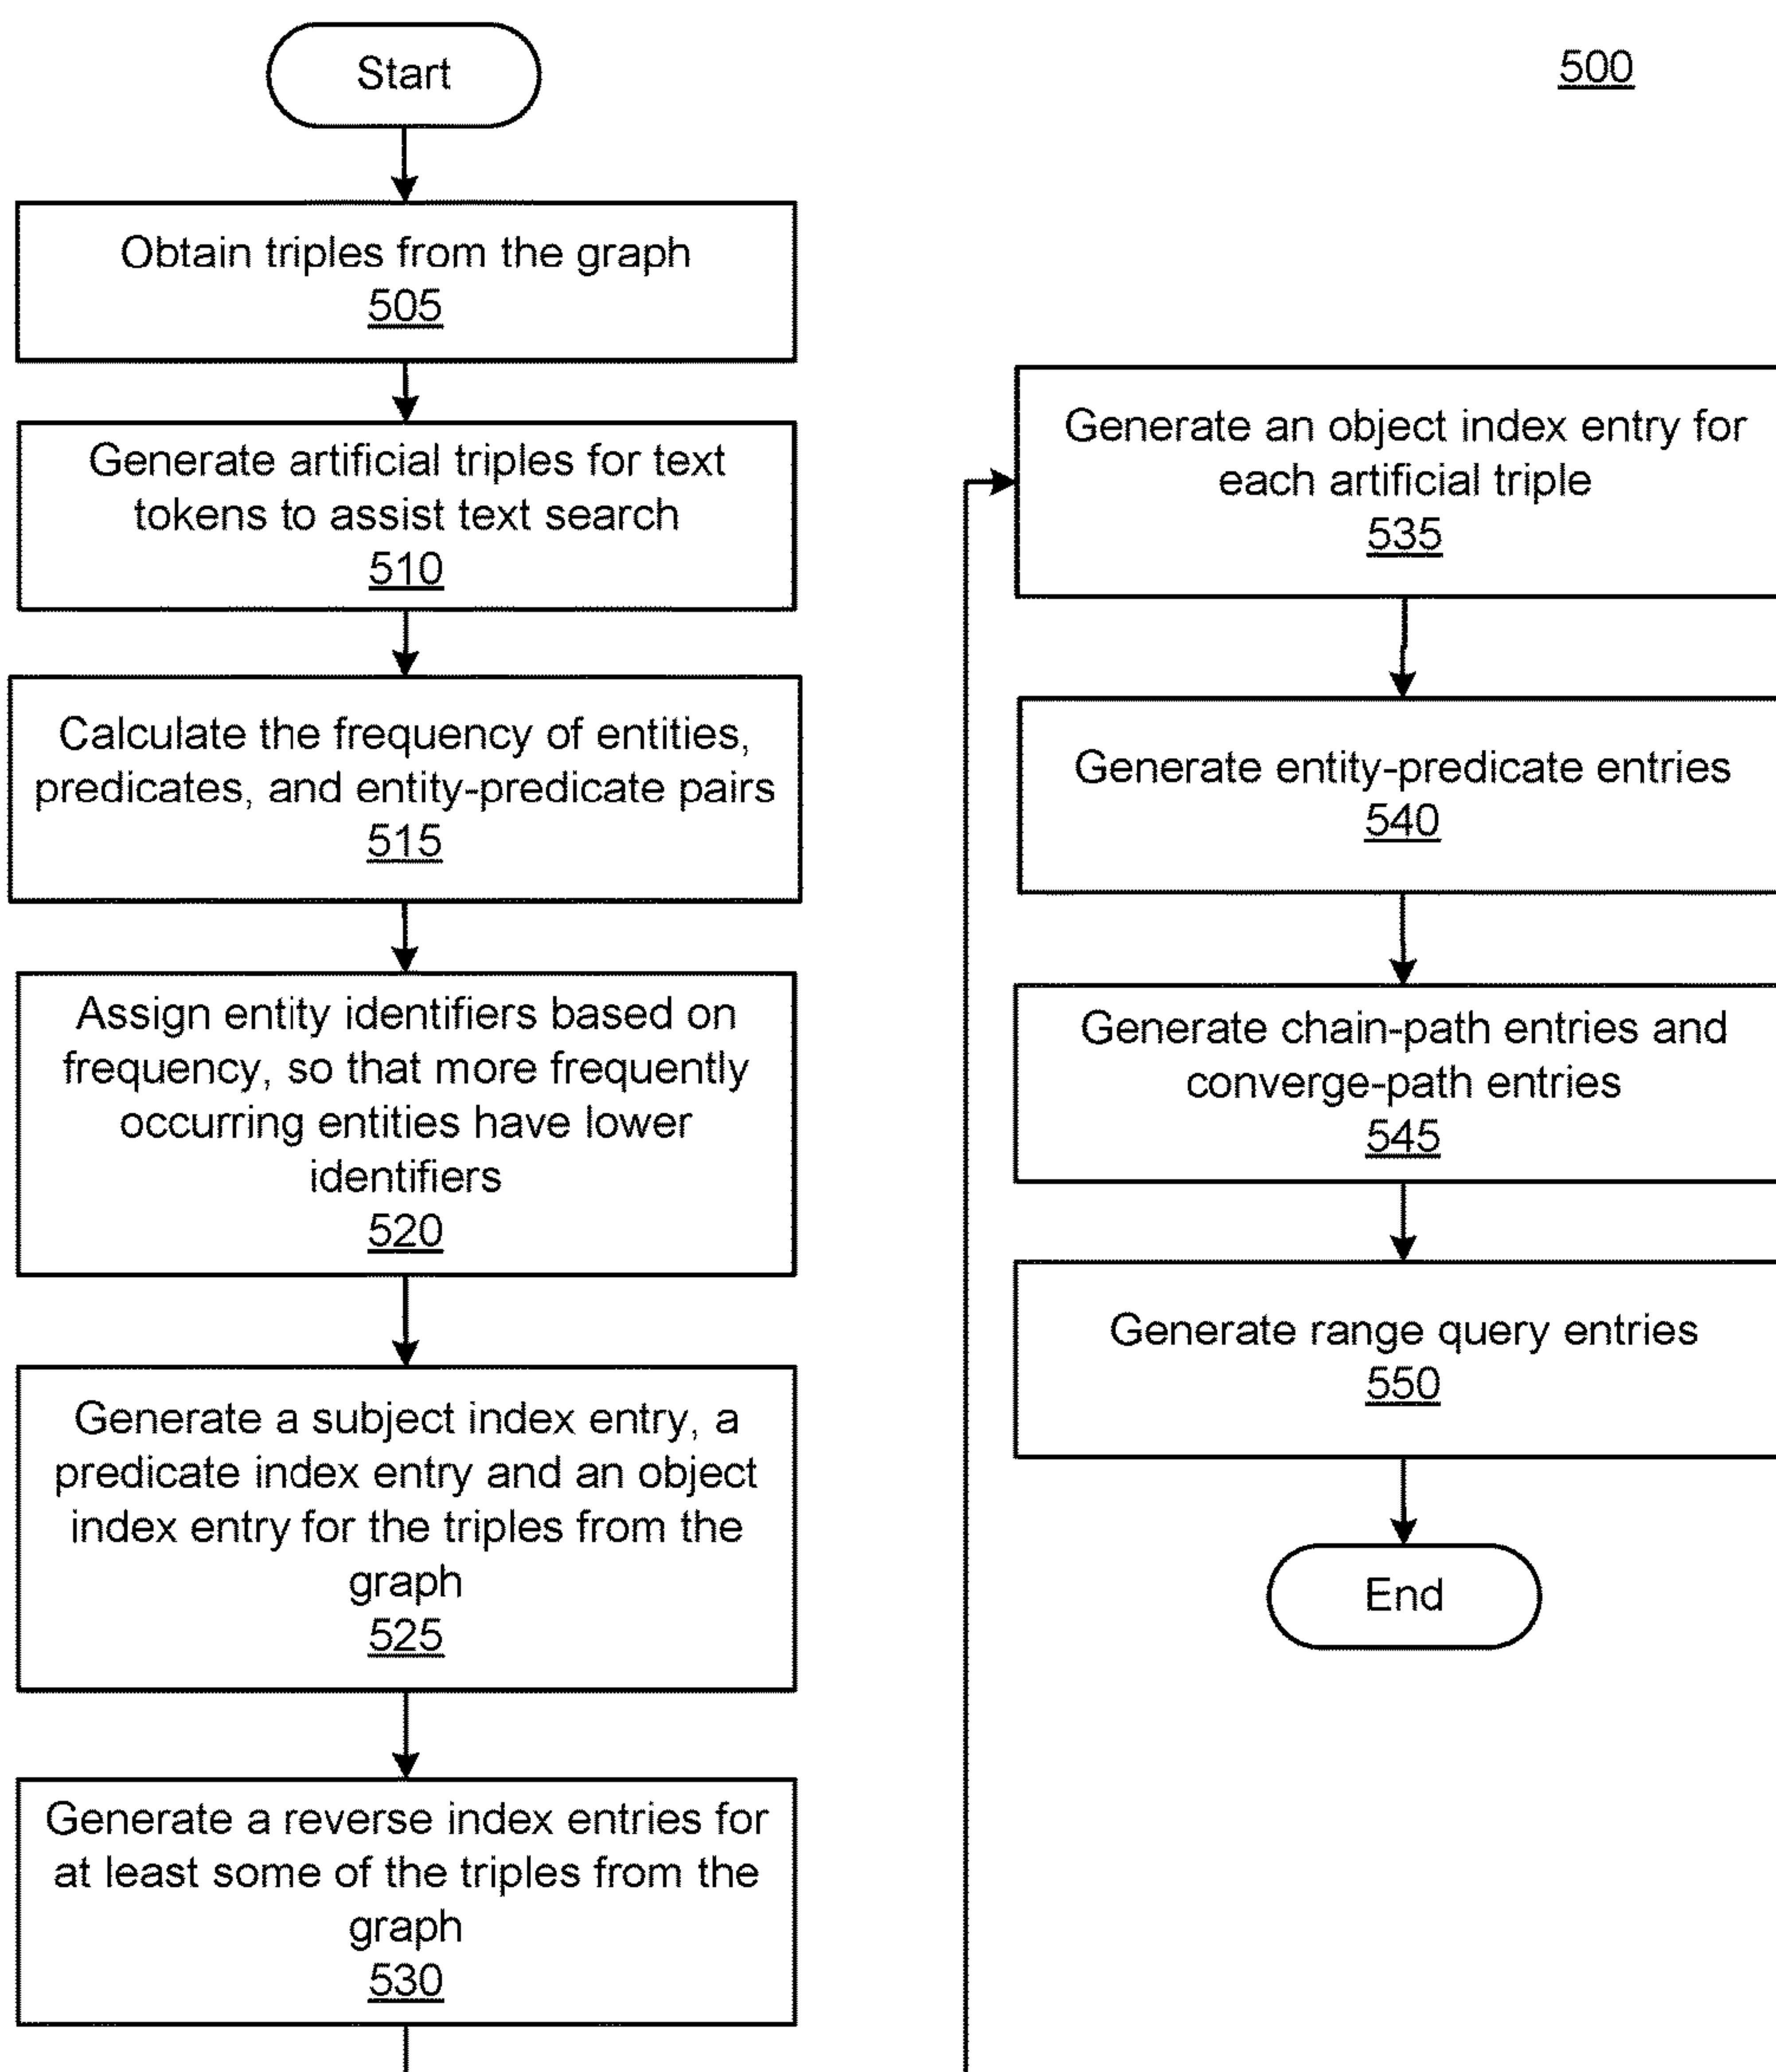 500
Start
Obtain triples from the graph
505
Generate artificial triples for text
tokens to assist text search
510
Calculate the frequency of entities,
predicates, and entity-predicate pairs
515
Assign entity identifiers based on
frequency, so that more frequently
occurring entities have lower
identifiers
520
Generate a subject index entry, a
predicate index entry and an object
index entry for the triples from the
graph
525
Generate a reverse index entries for
at least some of the triples from the
graph
530
Generate an object index entry for
each artificial triple
535
Generate entity-predicate entries
540
Generate chain-path entries and
converge-path entries
545
Generate range query entries
550
End